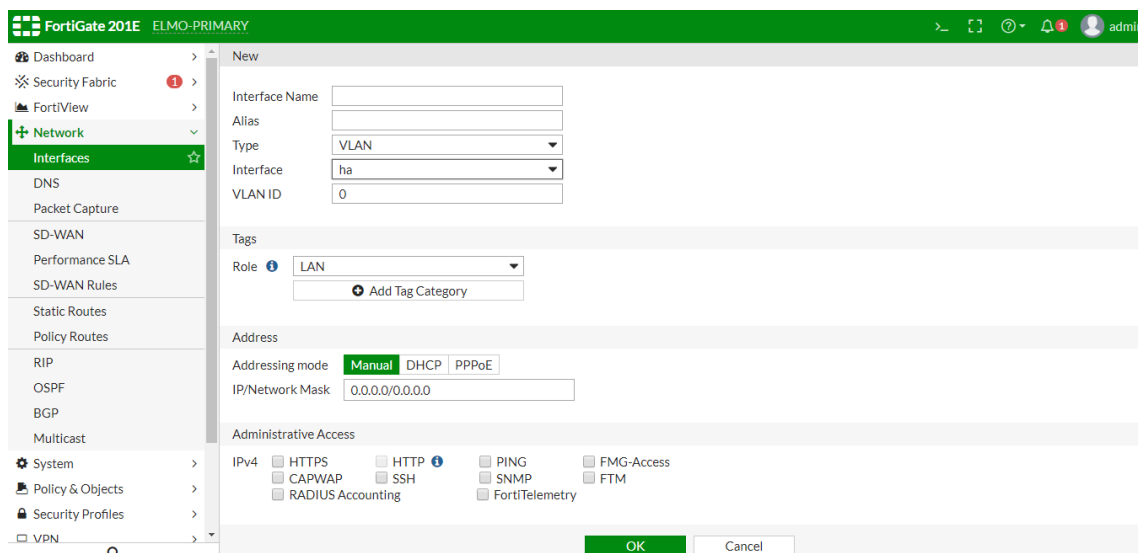 FortiGate 201E ELMO-PRIMARY
>_ 1 admin
Dashboard
Security Fabric 1
FortiView
Network
Interfaces
DNS
Packet Capture
SD-WAN
Performance SLA
SD-WAN Rules
Static Routes
Policy Routes
RIP
OSPF
BGP
Multicast
System
Policy & Objects
Security Profiles
VPN
New
Interface Name
Alias
Type VLAN
Interface ha
VLAN ID 0
Tags
Role LAN
Add Tag Category
Address
Addressing mode Manual DHCP PPPoE
IP/Network Mask 0.0.0.0/0.0.0.0
Administrative Access
IPv4 HTTPS HTTP PING FMG-Access
CAPWAP SSH SNMP FTM
RADIUS Accounting FortiTelemetry
OK Cancel